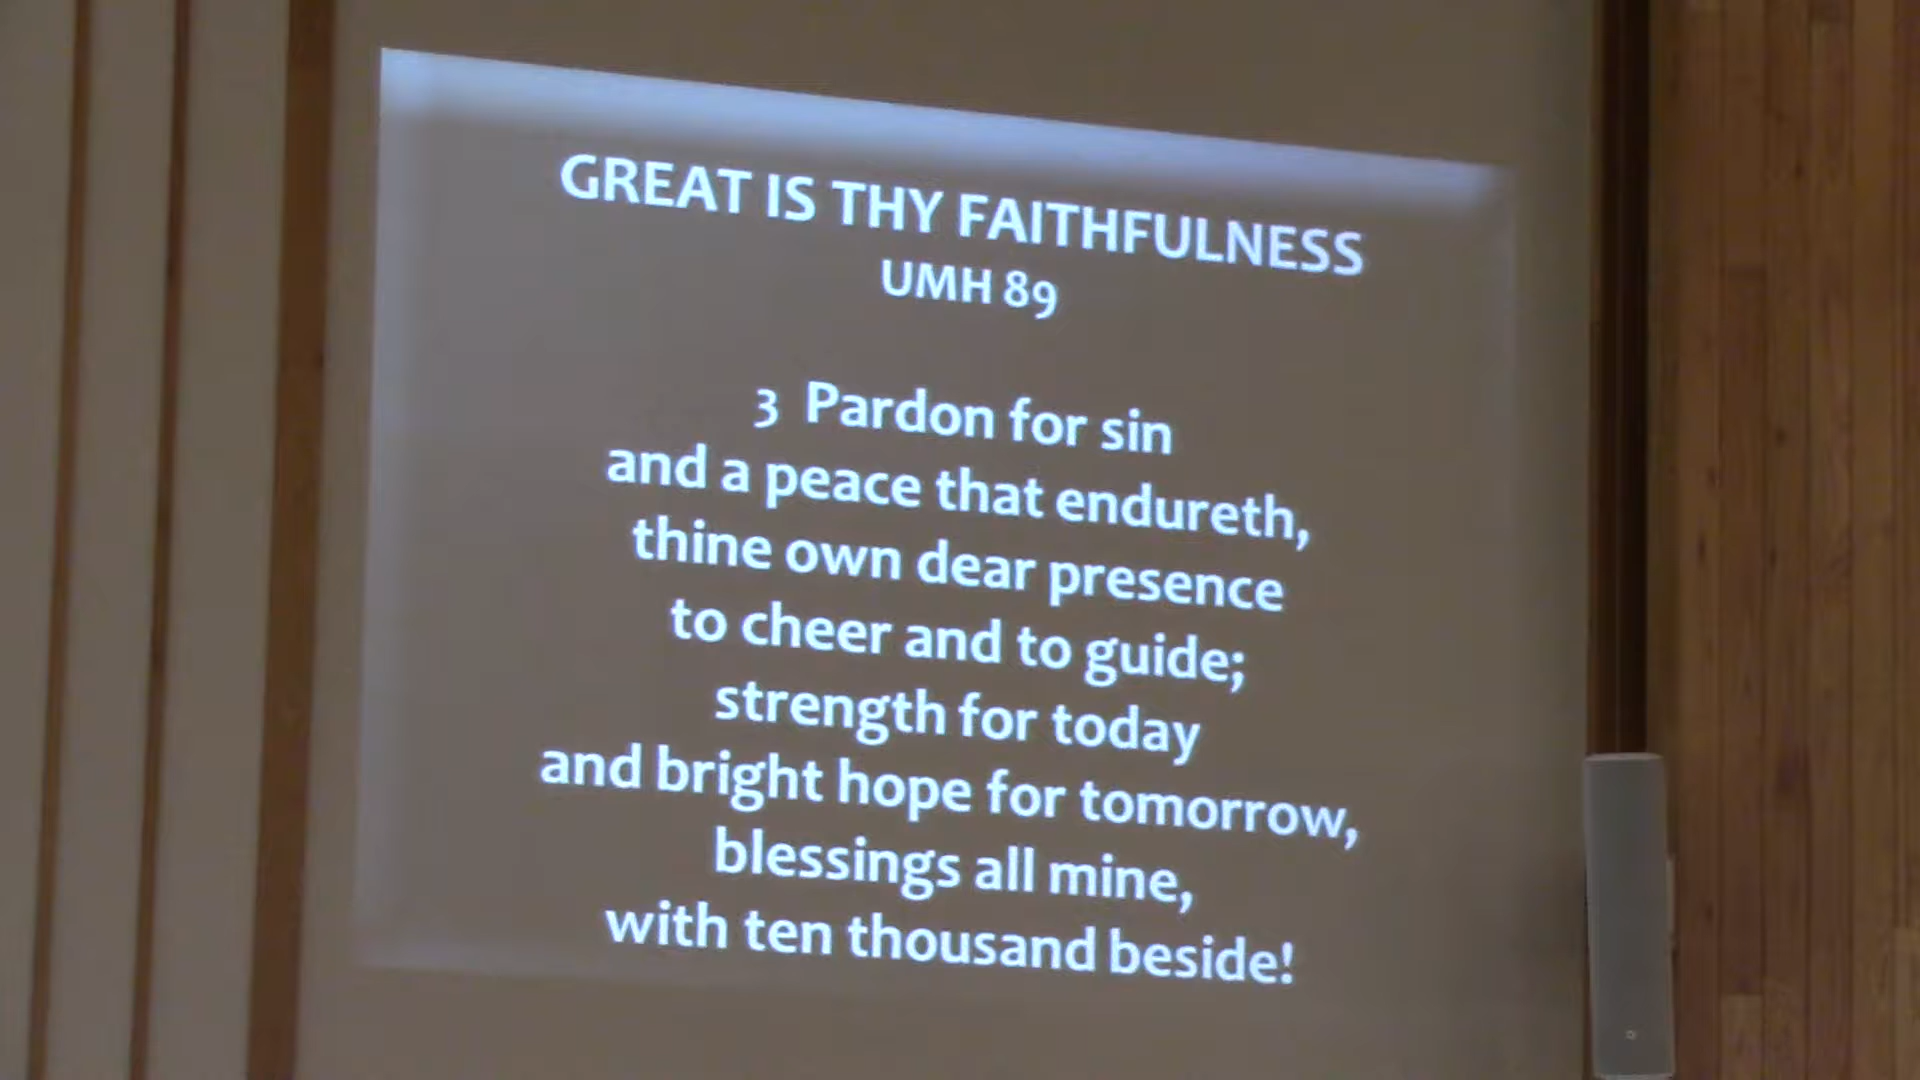 GREAT IS THY FAITHFULNESS
UMH 89
3 Pardon for sin
and a peace that endureth,
thine own dear presence
to cheer and to guide;
strength for today
and bright hope for tomorrow,
blessings all mine,
with ten thousand beside!